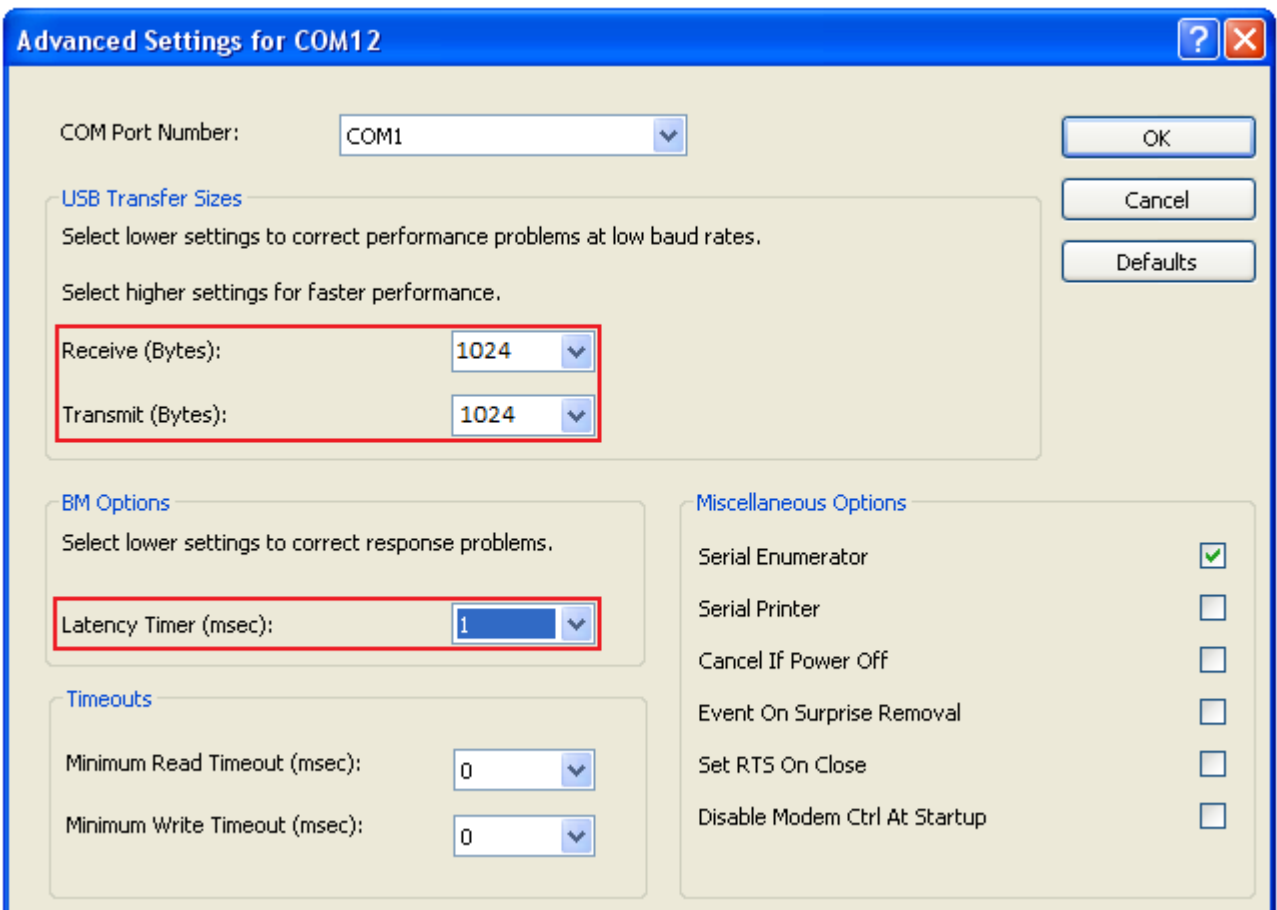 Advanced Settings for COM12
COM Port Number: COM1
OK
USB Transfer Sizes
Cancel
Select lower settings to correct performance problems at low baud rates.
Defaults
Select higher settings for faster performance.
Receive (Bytes): 1024
Transmit (Bytes): 1024
BM Options
Select lower settings to correct response problems.
Latency Timer (msec): 1
Timeouts
Minimum Read Timeout (msec): 0
Minimum Write Timeout (msec): 0
Miscellaneous Options
Serial Enumerator
Serial Printer
Cancel If Power Off
Event On Surprise Removal
Set RTS On Close
Disable Modem Ctrl At Startup